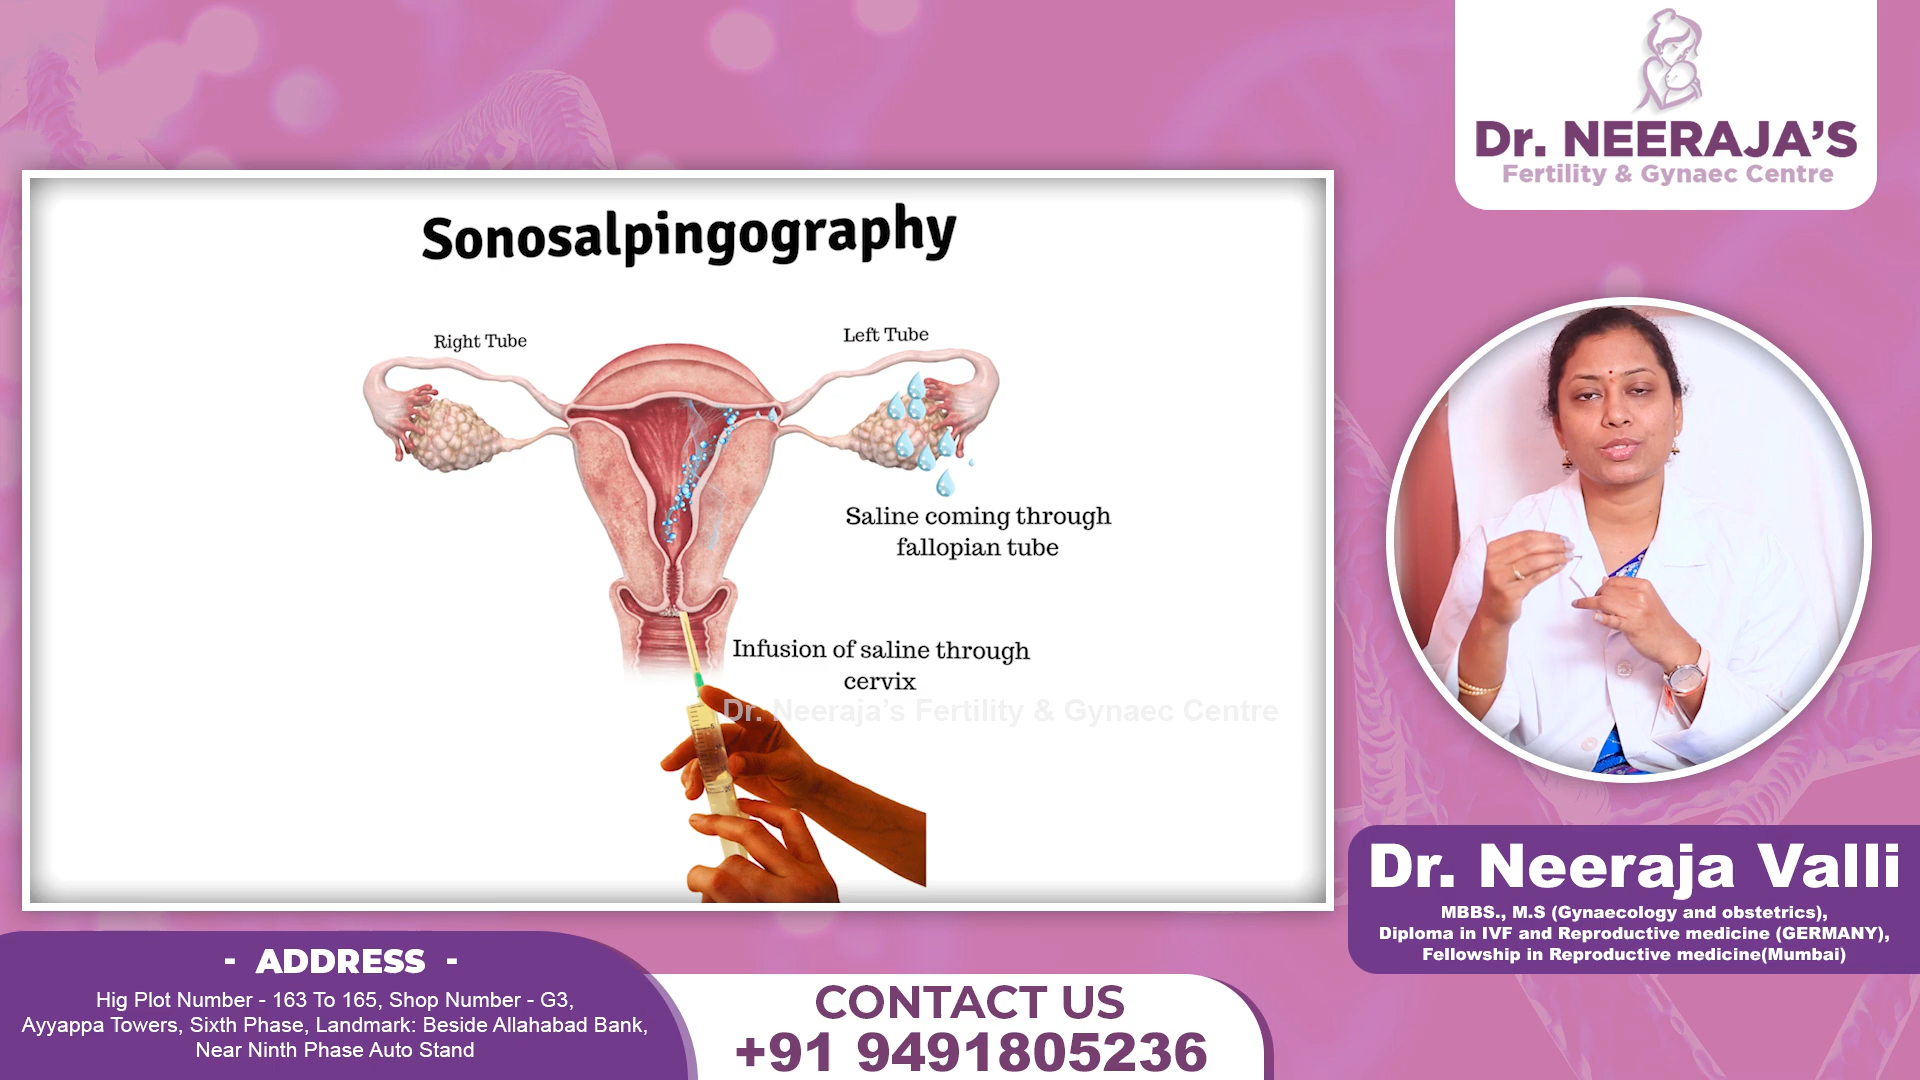 Dr. NEERAJA'S
Fertility & Gynaec Centre
Sonosalpingography
Right Tube
Left Tube
Saline coming through
fallopian tube
Infusion of saline through
cervix
Dr. Neeraja's Fertility & Gynaec Centre
Dr. Neeraja Valli
MBBS., M.S (Gynaecology and obstetrics),
Diploma in IVF and Reproductive medicine (GERMANY),
Fellowship in Reproductive medicine(Mumbai)
- ADDRESS -
Hig Plot Number - 163 To 165, Shop Number - G3,
Ayyappa Towers, Sixth Phase, Landmark: Beside Allahabad Bank,
Near Ninth Phase Auto Stand
CONTACT US
+91 9491805236